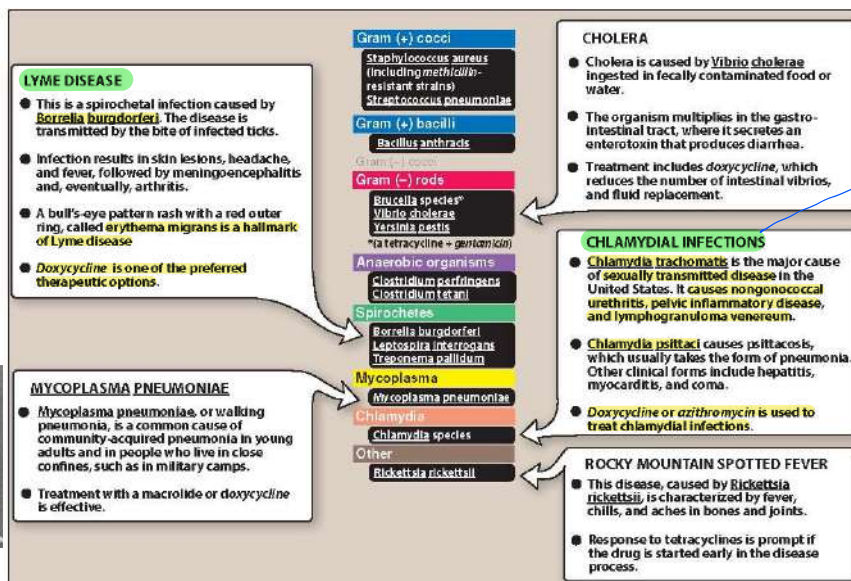 LYME DISEASE
● This is a spirochetal infection caused by
Borrelia burgdorferi. The disease is
transmitted by the bite of infected ticks.
● Infection results in skin lesions, headache,
and fever, followed by meningoencephalitis
and, eventually, arthritis.
● A bull's-eye pattern rash with a red outer
ring, called erythema migrans is a hallmark
of Lyme disease
● Doxycycline is one of the preferred
therapeutic options.
MYCOPLASMA PNEUMONIAE
● Mycoplasma pneumoniae, or walking
pneumonia, is a common cause of
community-acquired pneumonia in young
adults and in people who live in close
confines, such as in military camps.
● Treatment with a macrolide or doxycycline
is effective.
Gram (+) cocci
Staphylococcus aureus
(including methicillin-
resistant strains)
Streptococcus pneumoniae
Gram (+) bacilli
Bacillus anthracis
Gram (−) cocci
Gram (−) rods
Brucella species*
Vibrio cholerae
Yersinia pestis
*(a tetracycline + gentamicin)
Anaerobic organisms
Clostridium perfringens
Clostridium tetani
Spirochetes
Borrelia burgdorferi
Leptospira interrogans
Treponema pallidum
Mycoplasma
Mycoplasma pneumoniae
Chlamydia
Chlamydia species
Other
Rickettsia rickettsii
CHOLERA
● Cholera is caused by Vibrio cholerae
ingested in fecally contaminated food or
water.
● The organism multiplies in the gastro-
intestinal tract, where it secretes an
enterotoxin that produces diarrhea.
● Treatment includes doxycycline, which
reduces the number of intestinal vibrios,
and fluid replacement.
CHLAMYDIAL INFECTIONS
● Chlamydia trachomatis is the major cause
of sexually transmitted disease in the
United States. It causes nongonococcal
urethritis, pelvic inflammatory disease,
and lymphogranuloma venereum.
● Chlamydia psittaci causes psittacosis,
which usually takes the form of pneumonia.
Other clinical forms include hepatitis,
myocarditis, and coma.
● Doxycycline or azithromycin is used to
treat chlamydial infections.
ROCKY MOUNTAIN SPOTTED FEVER
● This disease, caused by Rickettsia
rickettsii, is characterized by fever,
chills, and aches in bones and joints.
● Response to tetracyclines is prompt if
the drug is started early in the disease
process.